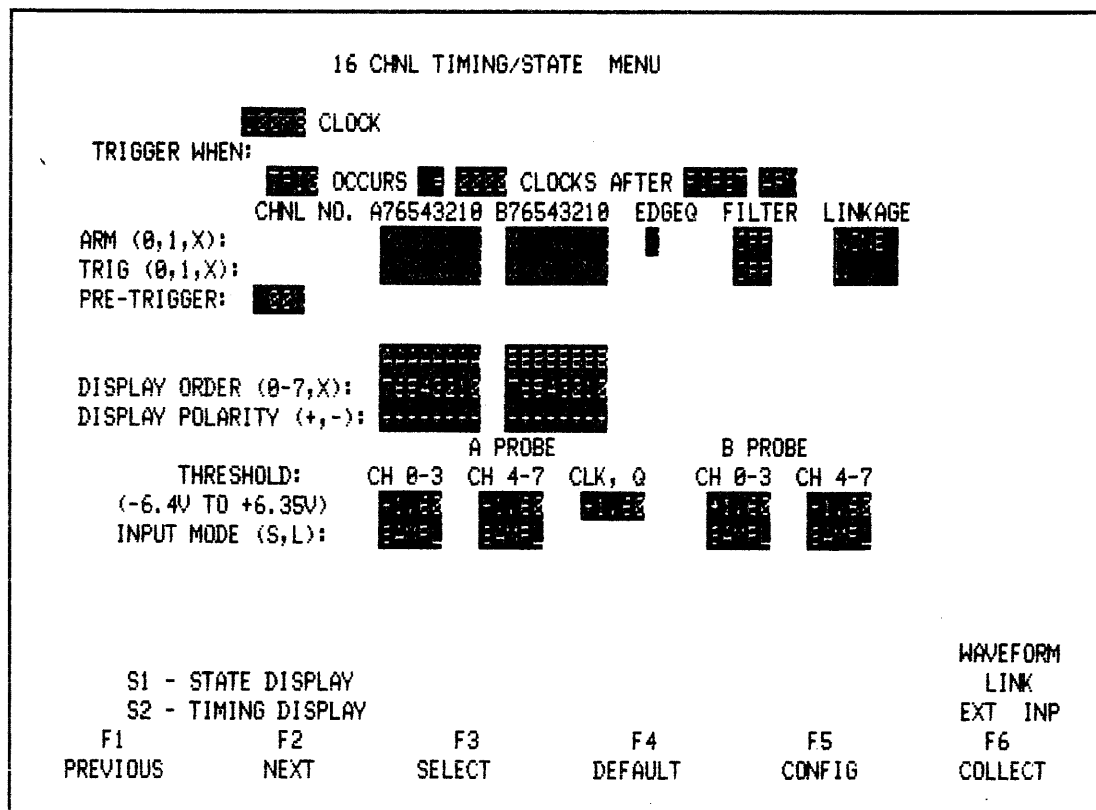 16 CHNL TIMING/STATE MENU
CLOCK
TRIGGER WHEN:
OCCURS CLOCKS AFTER
CHNL NO. A76543210 B76543210 EDGEQ FILTER LINKAGE
ARM (0,1,X): OFF NONE
TRIG (0,1,X): OFF
PRE-TRIGGER:
DISPLAY ORDER (0-7,X):
DISPLAY POLARITY (+,-):
A PROBE B PROBE
THRESHOLD: CH 0-3 CH 4-7 CLK, Q CH 0-3 CH 4-7
(-6.4V TO +6.35V)
INPUT MODE (S,L):
WAVEFORM
S1 - STATE DISPLAY LINK
S2 - TIMING DISPLAY EXT INP
F1 F2 F3 F4 F5 F6
PREVIOUS NEXT SELECT DEFAULT CONFIG COLLECT